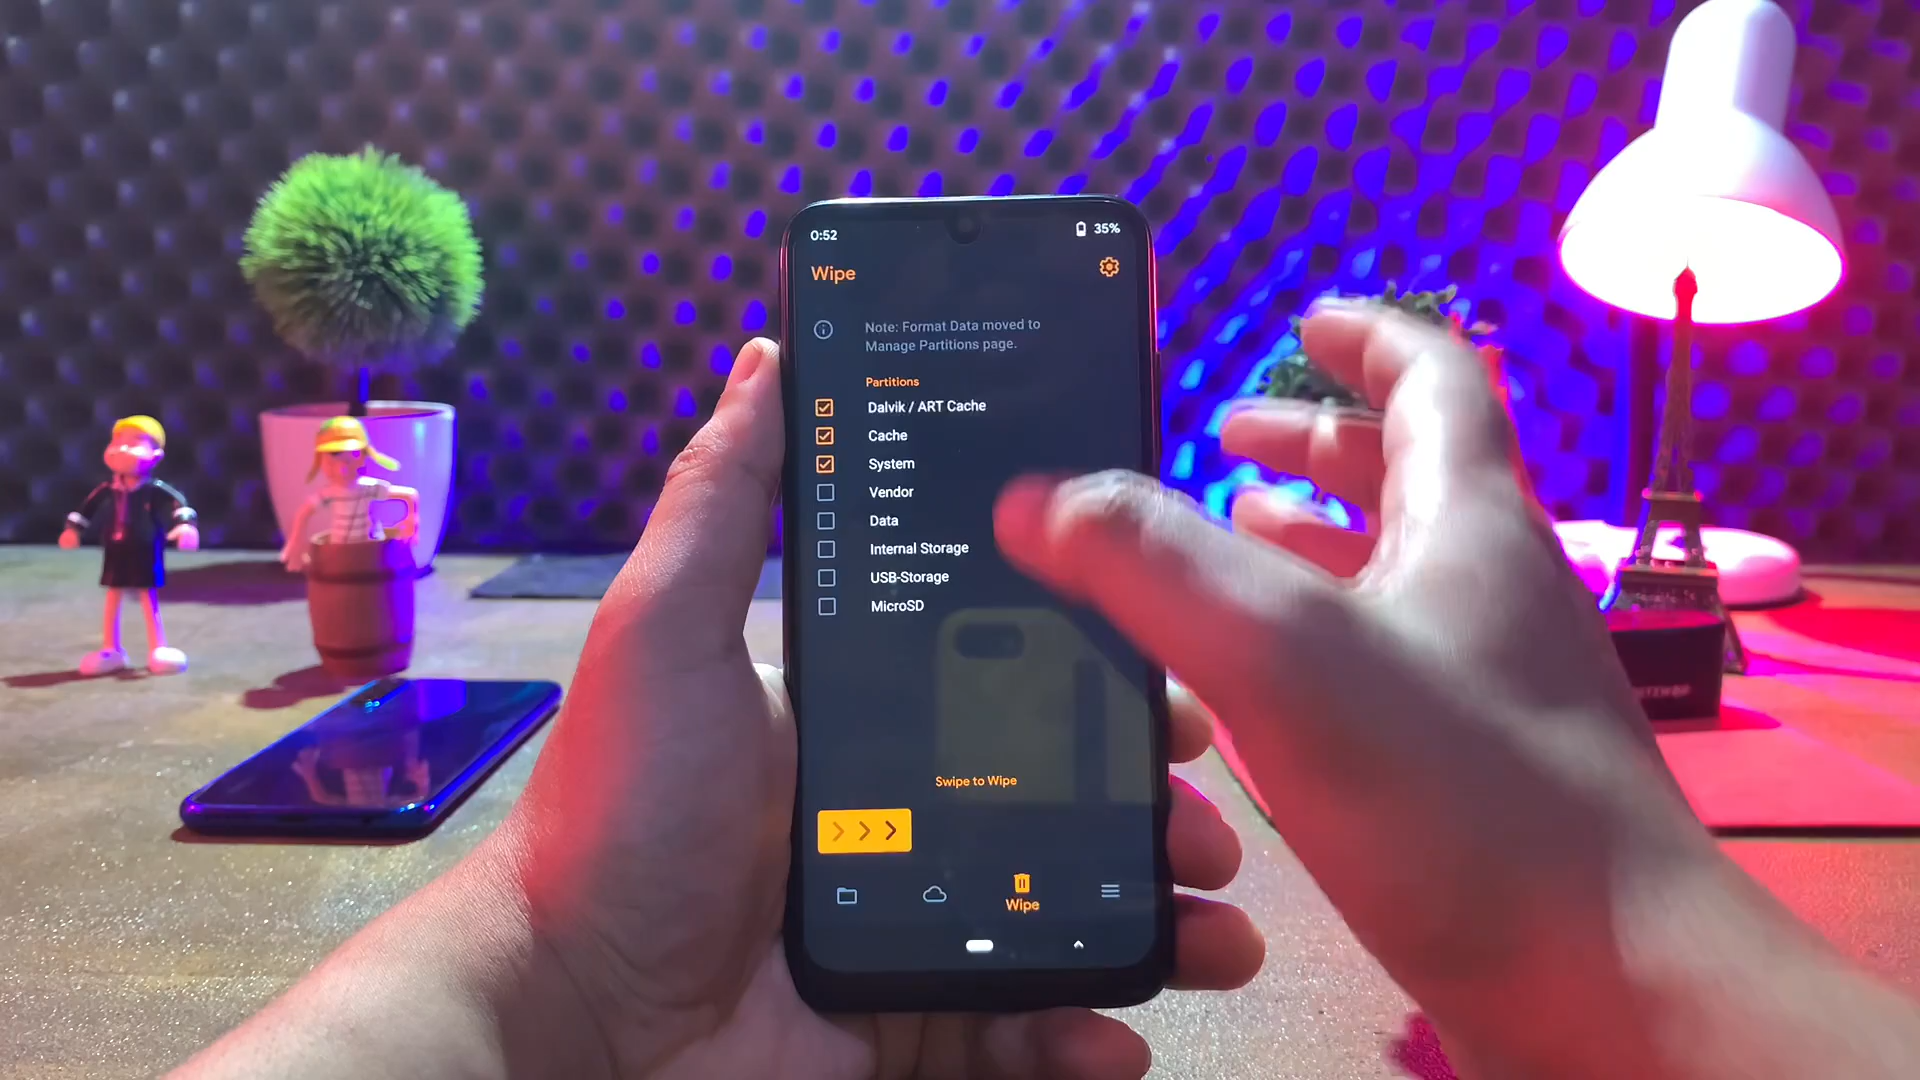 0:52
35%
Wipe
Note: Format Data moved to
Manage Partitions page.
Partitions
Dalvik / ART Cache
Cache
System
Vendor
Data
Internal Storage
USB-Storage
MicroSD
Swipe to Wipe
Wipe